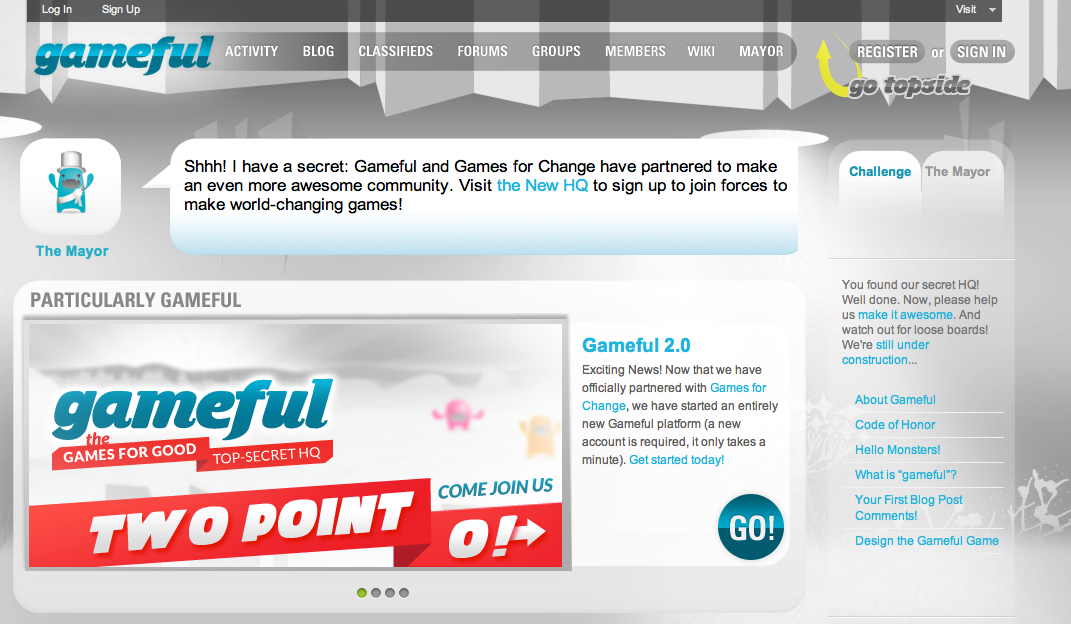 Log In Sign Up Visit
gameful ACTIVITY BLOG CLASSIFIEDS FORUMS GROUPS MEMBERS WIKI MAYOR REGISTER or SIGN IN
go topside
Shhh! I have a secret: Gameful and Games for Change have partnered to make
an even more awesome community. Visit the New HQ to sign up to join forces to
make world-changing games!
The Mayor
Challenge The Mayor
You found our secret HQ!
Well done. Now, please help
us make it awesome. And
watch out for loose boards!
We're still under
construction...
About Gameful
Code of Honor
Hello Monsters!
What is “gameful”?
Your First Blog Post
Comments!
Design the Gameful Game
PARTICULARLY GAMEFUL
gameful
the
GAMES FOR GOOD TOP-SECRET HQ
COME JOIN US
TWO POINT
O!
Gameful 2.0
Exciting News! Now that we have
officially partnered with Games for
Change, we have started an entirely
new Gameful platform (a new
account is required, it only takes a
minute). Get started today!
GO!